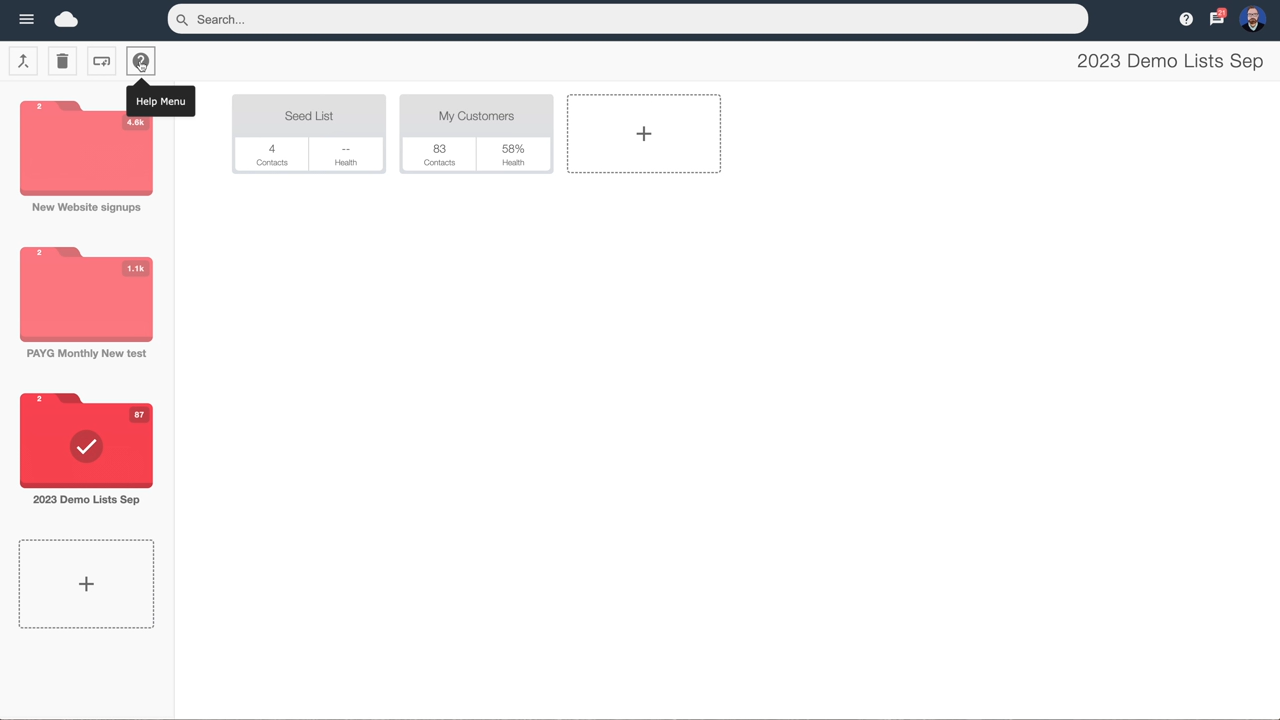 Search...
21
2023 Demo Lists Sep
Help Menu
2
4.6k
New Website signups
2
1.1k
PAYG Monthly New test
2
87
2023 Demo Lists Sep
Seed List
4
--
Contacts
Health
My Customers
83
58%
Contacts
Health